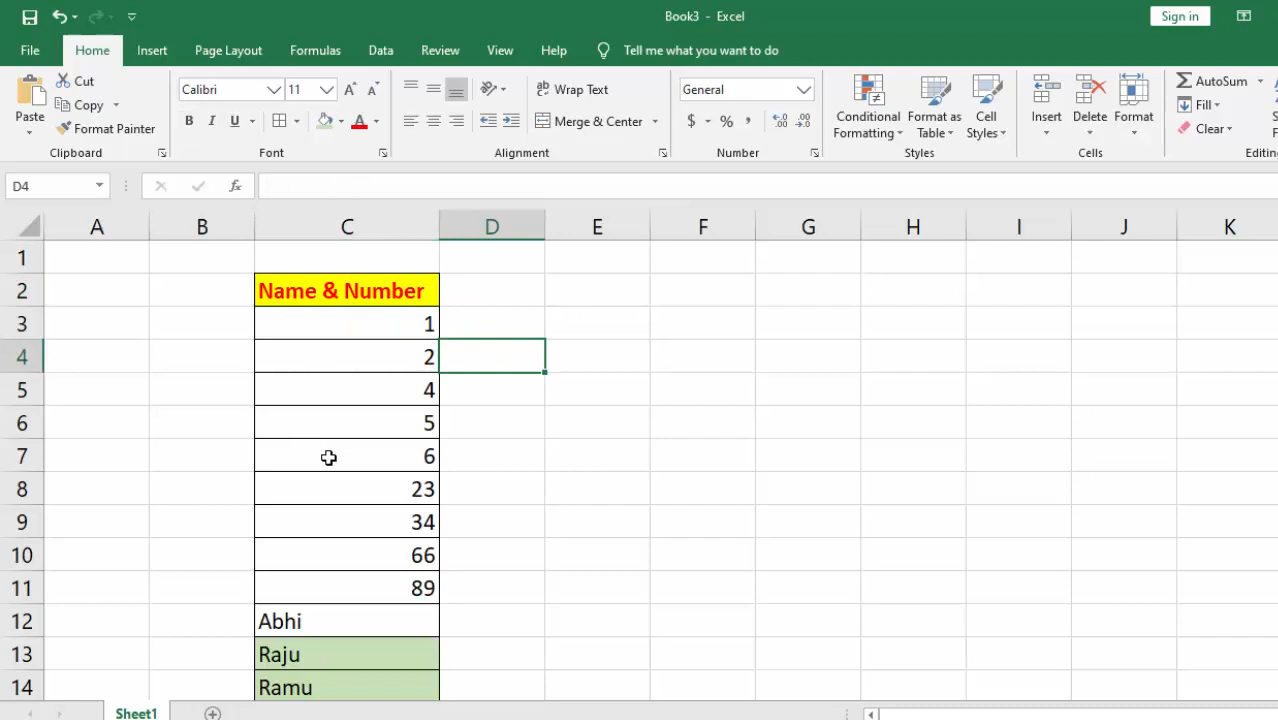 Book3 - Excel
Sign in
File Home Insert Page Layout Formulas Data Review View Help Tell me what you want to do
Paste
Cut
Copy
Format Painter
Clipboard
Calibri 11
A A
B I U A
Font
Wrap Text
Merge & Center
Alignment
General
$ % ,
.00 .0
Number
Conditional Formatting
Format as Table
Cell Styles
Styles
Insert Delete Format
Cells
AutoSum
Fill
Clear
Editin
D4 fx
A B C D E F G H I J K
1
2 Name & Number
3 1
4 2
5 4
6 5
7 6
8 23
9 34
10 66
11 89
12 Abhi
13 Raju
14 Ramu
Sheet1